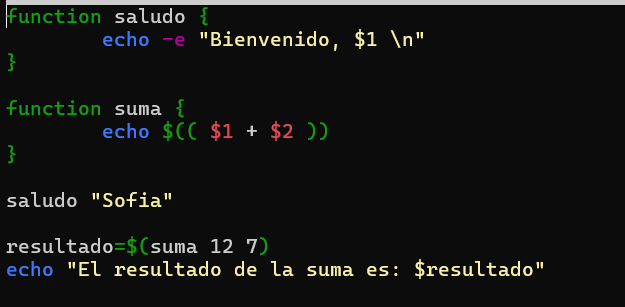 function saludo {
        echo -e "Bienvenido, $1 \n"
}

function suma {
        echo $(( $1 + $2 ))
}

saludo "Sofia"

resultado=$(suma 12 7)
echo "El resultado de la suma es: $resultado"